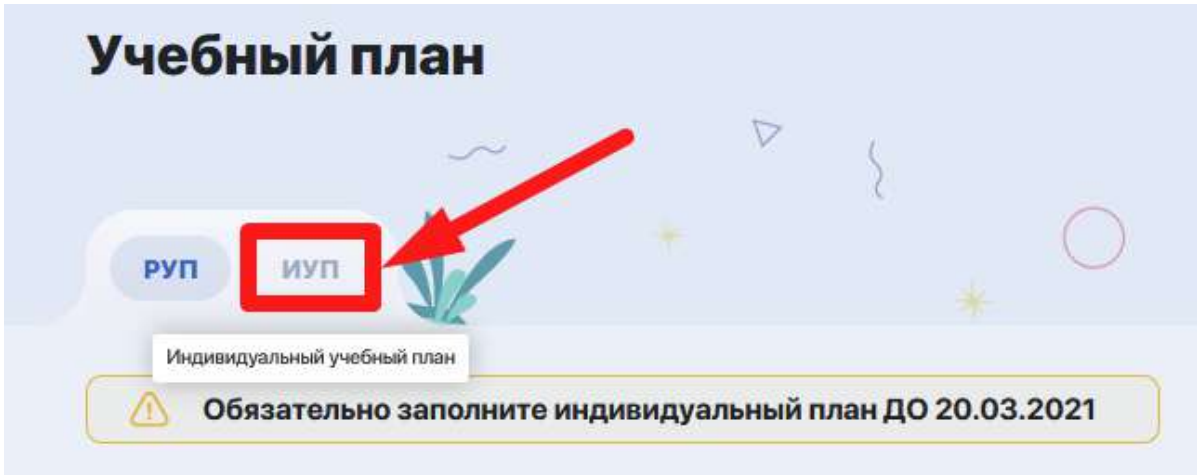 Учебный план
РУП ИУП
Индивидуальный учебный план
Обязательно заполните индивидуальный план ДО 20.03.2021